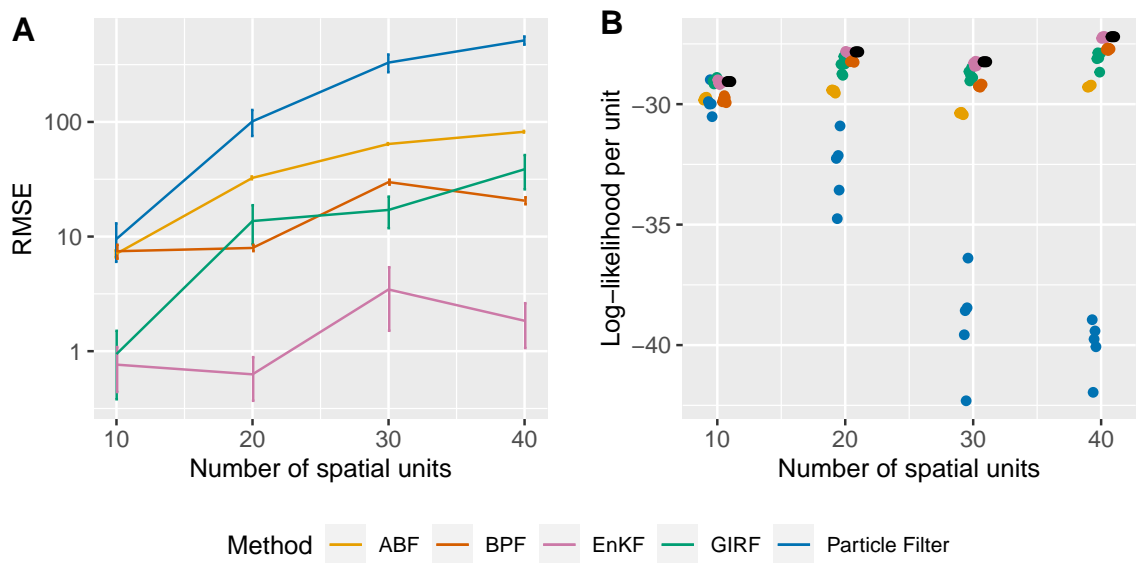 A
RMSE
100
10
1
10
20
30
40
Number of spatial units
B
Log−likelihood per unit
−30
−35
−40
10
20
30
40
Number of spatial units
Method
ABF
BPF
EnKF
GIRF
Particle Filter